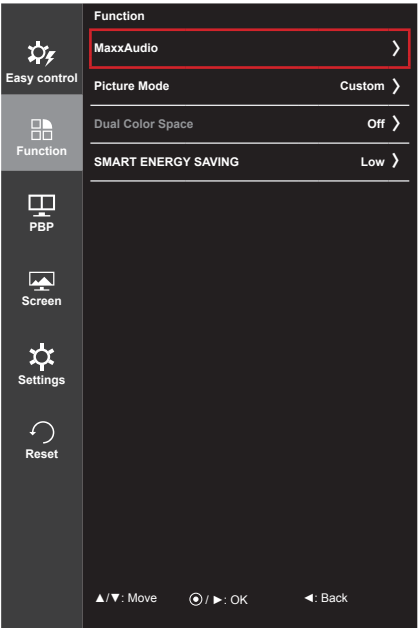 Function
MaxxAudio
Easy control
Picture Mode Custom
Dual Color Space Off
Function
SMART ENERGY SAVING Low
PBP
Screen
Settings
Reset
▲/▼: Move ⦿ / ►: OK ◄: Back